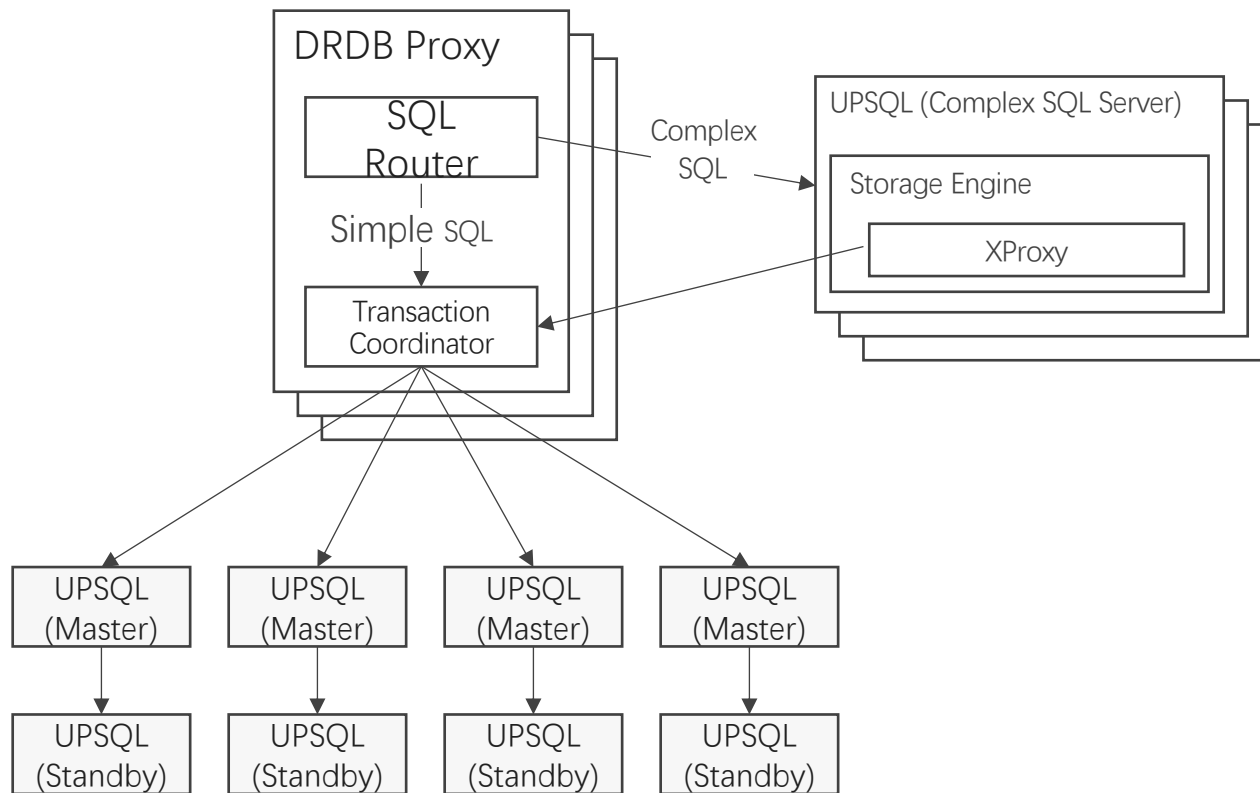 DRDB Proxy
SQL
Router
Simple SQL
Transaction
Coordinator
Complex
SQL
UPSQL (Complex SQL Server)
Storage Engine
XProxy
UPSQL
(Master)
UPSQL
(Master)
UPSQL
(Master)
UPSQL
(Master)
UPSQL
(Standby)
UPSQL
(Standby)
UPSQL
(Standby)
UPSQL
(Standby)